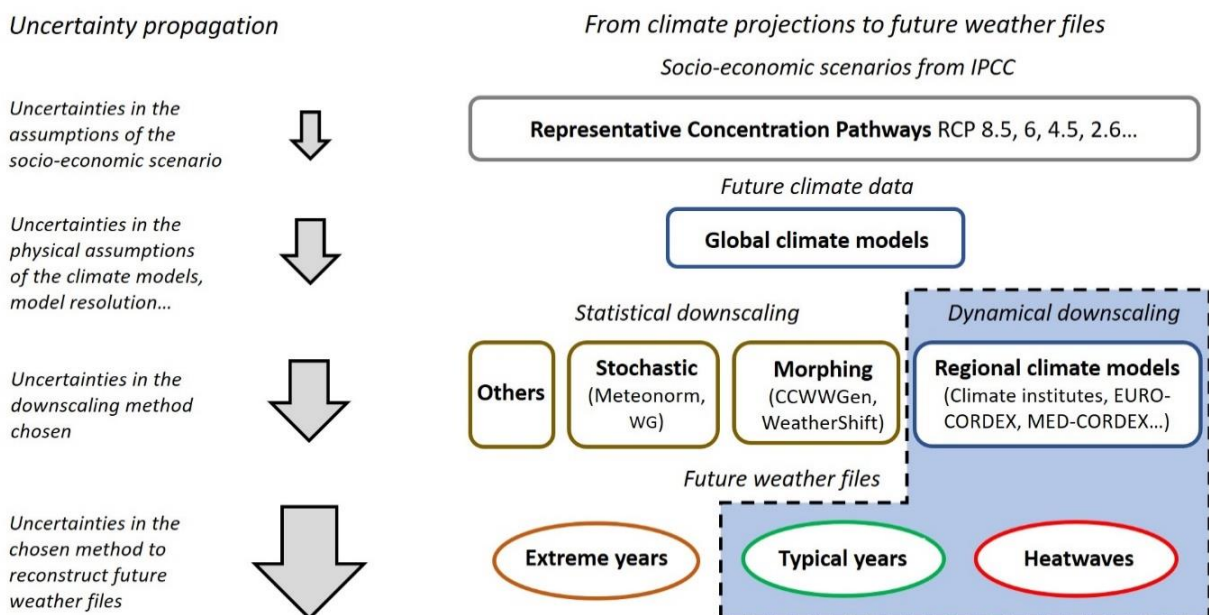 Uncertainty propagation
From climate projections to future weather files
Socio-economic scenarios from IPCC
Uncertainties in the
assumptions of the
socio-economic scenario
Representative Concentration Pathways RCP 8.5, 6, 4.5, 2.6...
Future climate data
Uncertainties in the
physical assumptions
of the climate models,
model resolution...
Global climate models
Statistical downscaling
Dynamical downscaling
Uncertainties in the
downscaling method
chosen
Others
Stochastic
(Meteonorm,
WG)
Morphing
(CCWWGen,
WeatherShift)
Regional climate models
(Climate institutes, EURO-
CORDEX, MED-CORDEX...)
Future weather files
Uncertainties in the
chosen method to
reconstruct future
weather files
Extreme years
Typical years
Heatwaves